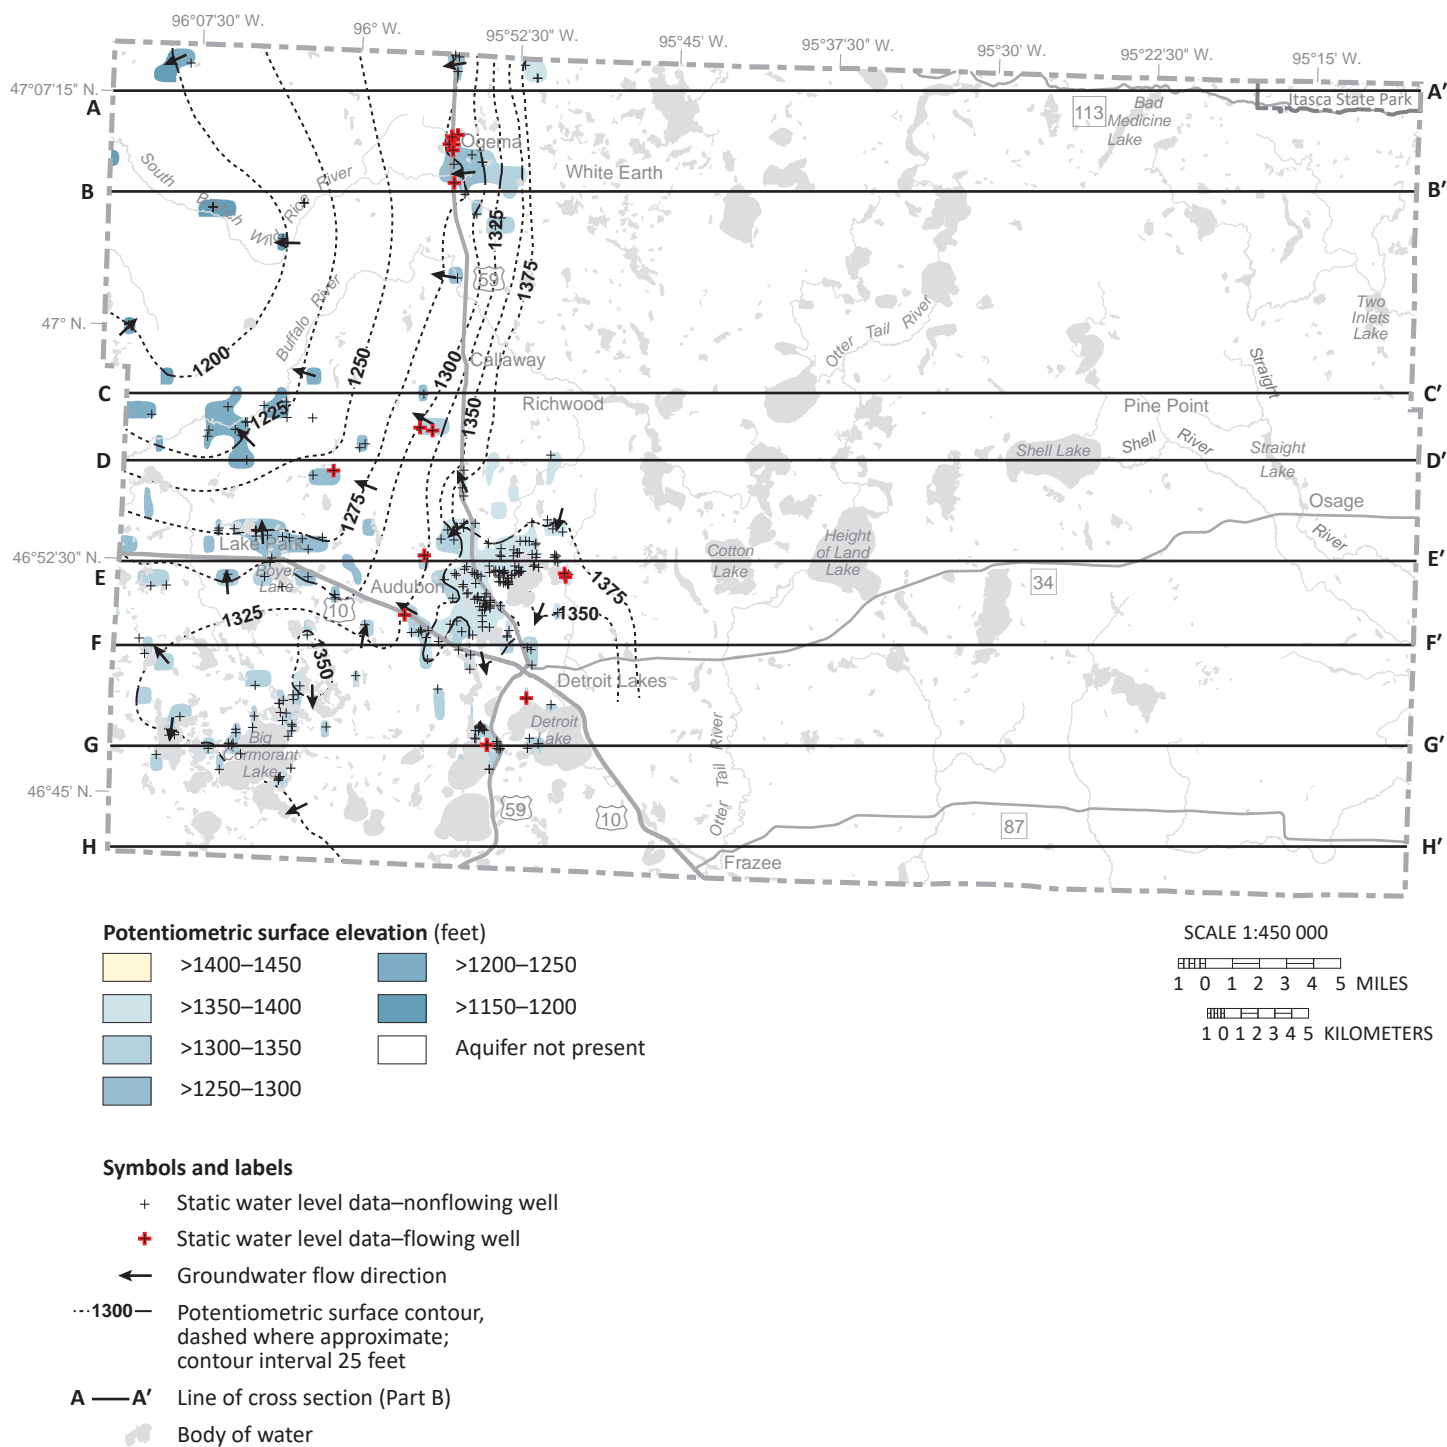 96°07'30" W.
96° W.
95°52'30" W.
95°45' W.
95°37'30" W.
95°30' W.
95°22'30" W.
95°15' W.
47°07'15" N.
A
A'
Itasca State Park
113
Bad
Medicine
Lake
Ogema
White Earth
South
Branch
Wild Rice
River
B
B'
1325
1375
59
Buffalo
River
Otter Tail River
Two
Inlets
Lake
47° N.
1200
1250
1300
Callaway
Straight
C
C'
1225
1350
Richwood
Pine Point
Shell River
D
D'
Shell Lake
Straight
Lake
Osage
1275
River
Lake Park
Cotton
Lake
Height
of Land
Lake
46°52'30" N.
E
E'
Boyer
Lake
Audubon
1375
34
10
1325
1350
F
F'
1350
Detroit Lakes
Detroit
Lake
G
G'
Big
Cormorant
Lake
Otter Tail River
46°45' N.
59
10
87
H
H'
Frazee
Potentiometric surface elevation (feet)
>1400–1450
>1200–1250
>1350–1400
>1150–1200
>1300–1350
Aquifer not present
>1250–1300
SCALE 1:450 000
1 0 1 2 3 4 5 MILES
1 0 1 2 3 4 5 KILOMETERS
Symbols and labels
Static water level data–nonflowing well
Static water level data–flowing well
Groundwater flow direction
1300
Potentiometric surface contour,
dashed where approximate;
contour interval 25 feet
A A' Line of cross section (Part B)
Body of water